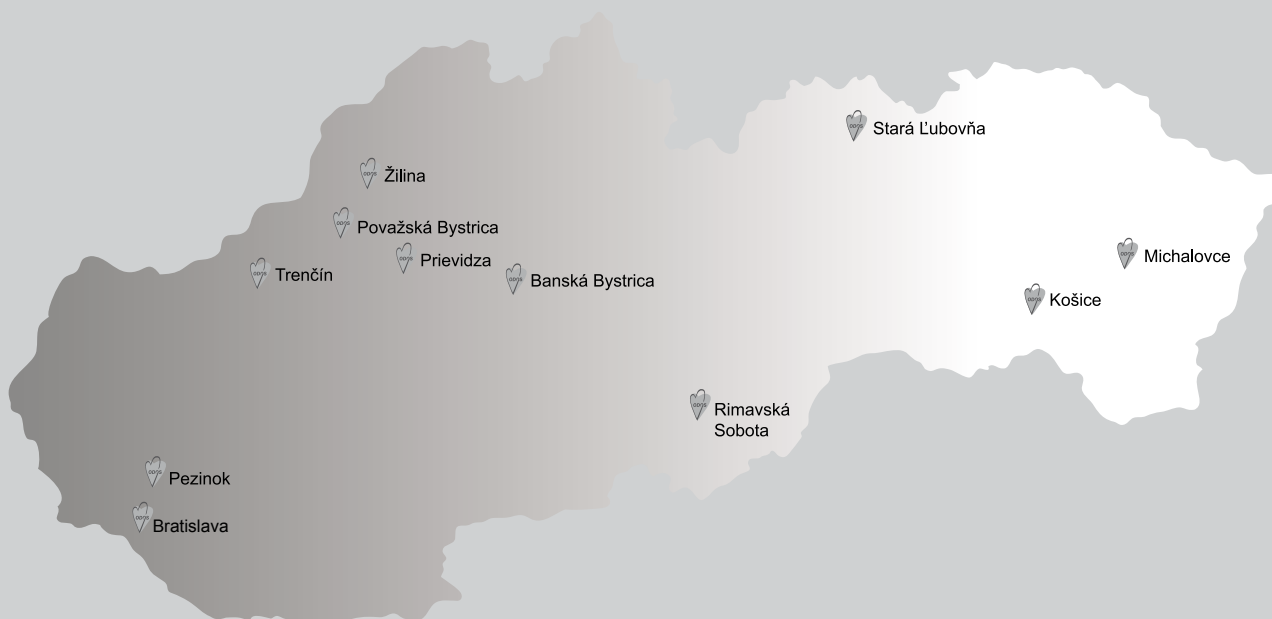 Stará Ľubovňa
Žilina
Považská Bystrica
Prievidza
Trenčín
Banská Bystrica
Michalovce
Košice
Rimavská
Sobota
Pezinok
Bratislava